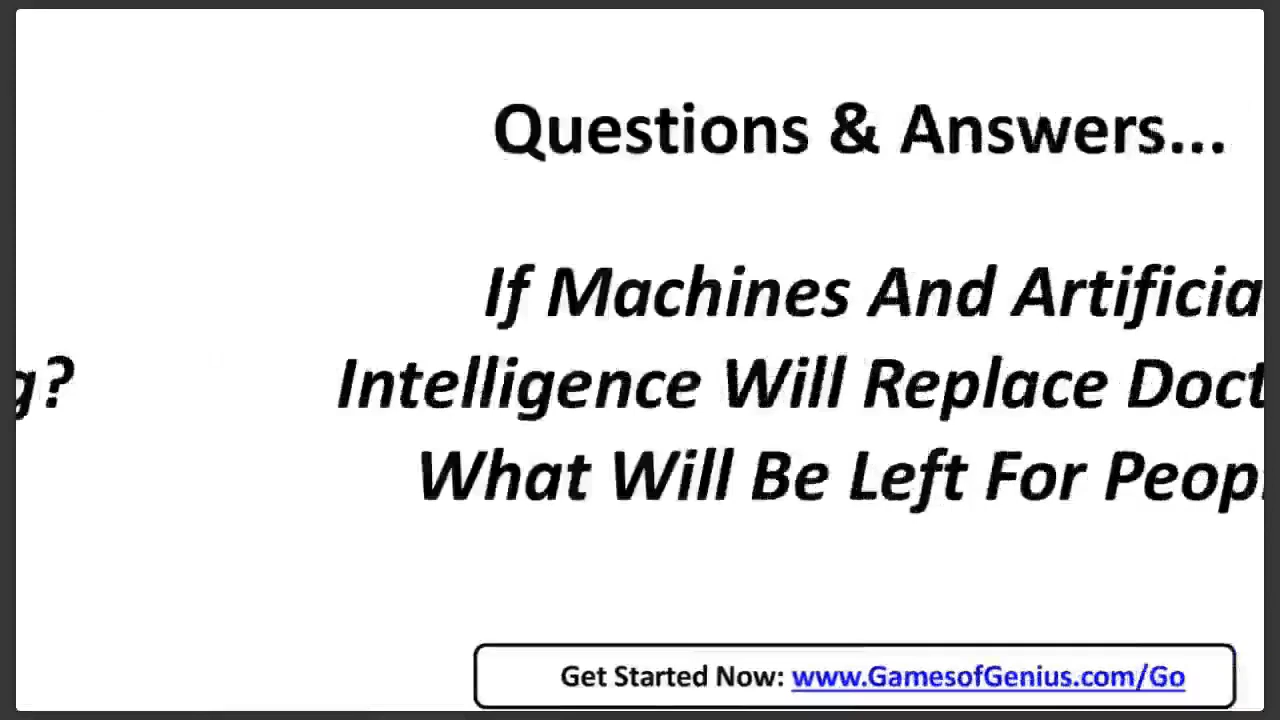 Questions & Answers...
If Machines And Artificia
g? Intelligence Will Replace Doct
What Will Be Left For Peop
Get Started Now: www.GamesofGenius.com/Go